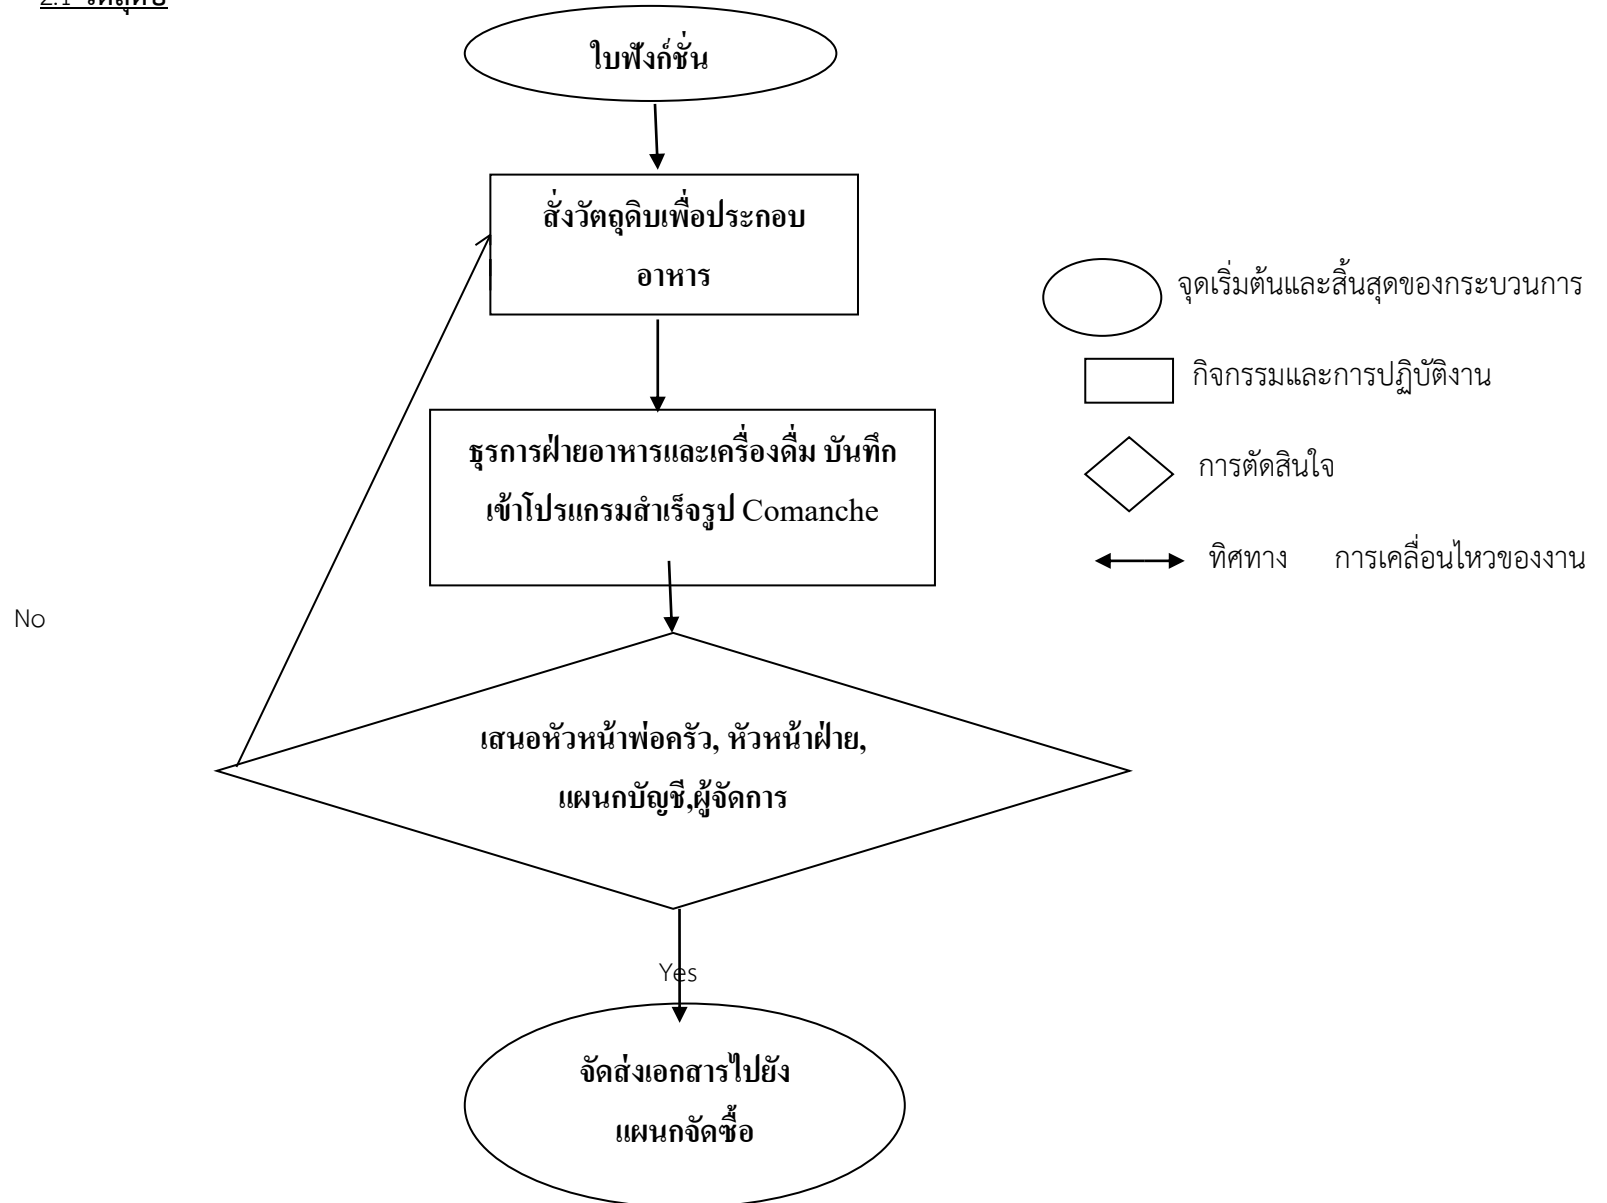 2.1 วัตถุดิบ
ใบฟังก์ชั่น
สั่งวัตถุดิบเพื่อประกอบ
อาหาร
จุดเริ่มต้นและสิ้นสุดของกระบวนการ
กิจกรรมและการปฏิบัติงาน
ธุรการฝ่ายอาหารและเครื่องดื่ม บันทึก
เข้าโปรแกรมสำเร็จรูป Comanche
การตัดสินใจ
ทิศทาง การเคลื่อนไหวของงาน
No
เสนอหัวหน้าพ่อครัว, หัวหน้าฝ่าย,
แผนกบัญชี,ผู้จัดการ
Yes
จัดส่งเอกสารไปยัง
แผนกจัดซื้อ